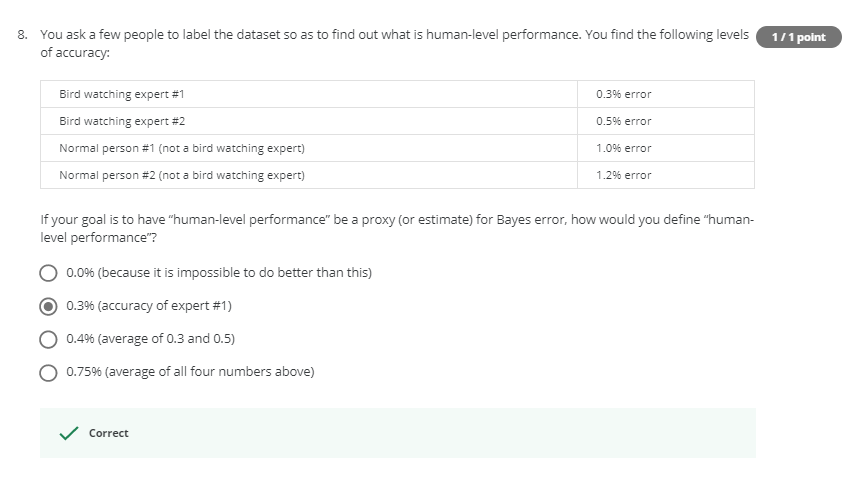 8. You ask a few people to label the dataset so as to find out what is human-level performance. You find the following levels
1 / 1 point
of accuracy:
Bird watching expert #1 0.3% error
Bird watching expert #2 0.5% error
Normal person #1 (not a bird watching expert) 1.0% error
Normal person #2 (not a bird watching expert) 1.2% error
If your goal is to have “human-level performance” be a proxy (or estimate) for Bayes error, how would you define “human-
level performance”?
0.0% (because it is impossible to do better than this)
0.3% (accuracy of expert #1)
0.4% (average of 0.3 and 0.5)
0.75% (average of all four numbers above)
Correct